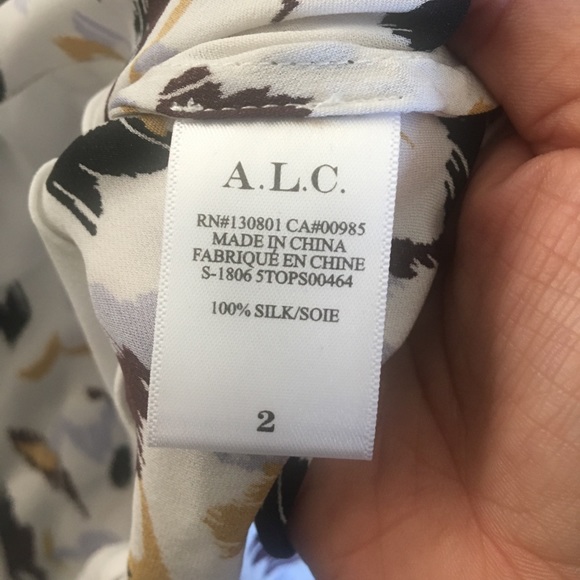 A.L.C.
RN#130801 CA#00985
MADE IN CHINA
FABRIQUÉ EN CHINE
S-1806 5TOPS00464
100% SILK/SOIE
2